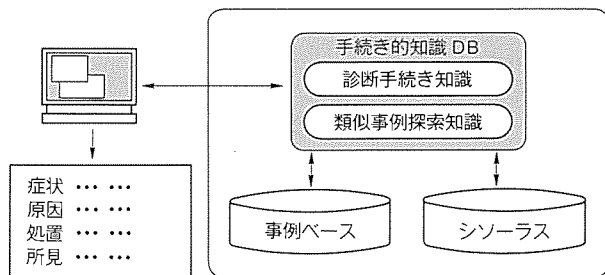 手続き的知識 DB
診断手続き知識
類似事例探索知識
症状 … …
原因 … …
処置 … …
所見 … …
事例ベース
シソーラス